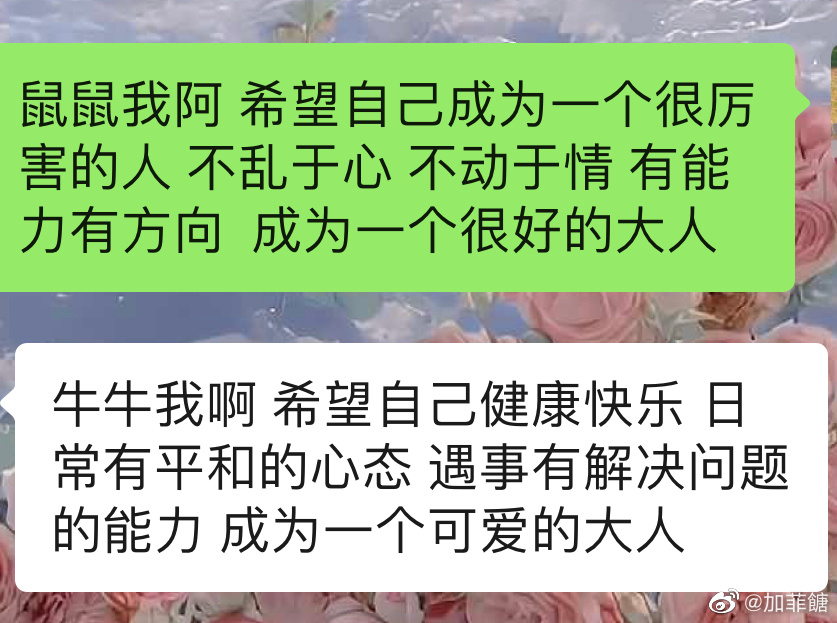 鼠鼠我阿 希望自己成为一个很厉
害的人 不乱于心 不动于情 有能
力有方向 成为一个很好的大人
牛牛我啊 希望自己健康快乐 日
常有平和的心态 遇事有解决问题
的能力 成为一个可爱的大人
@加菲糖